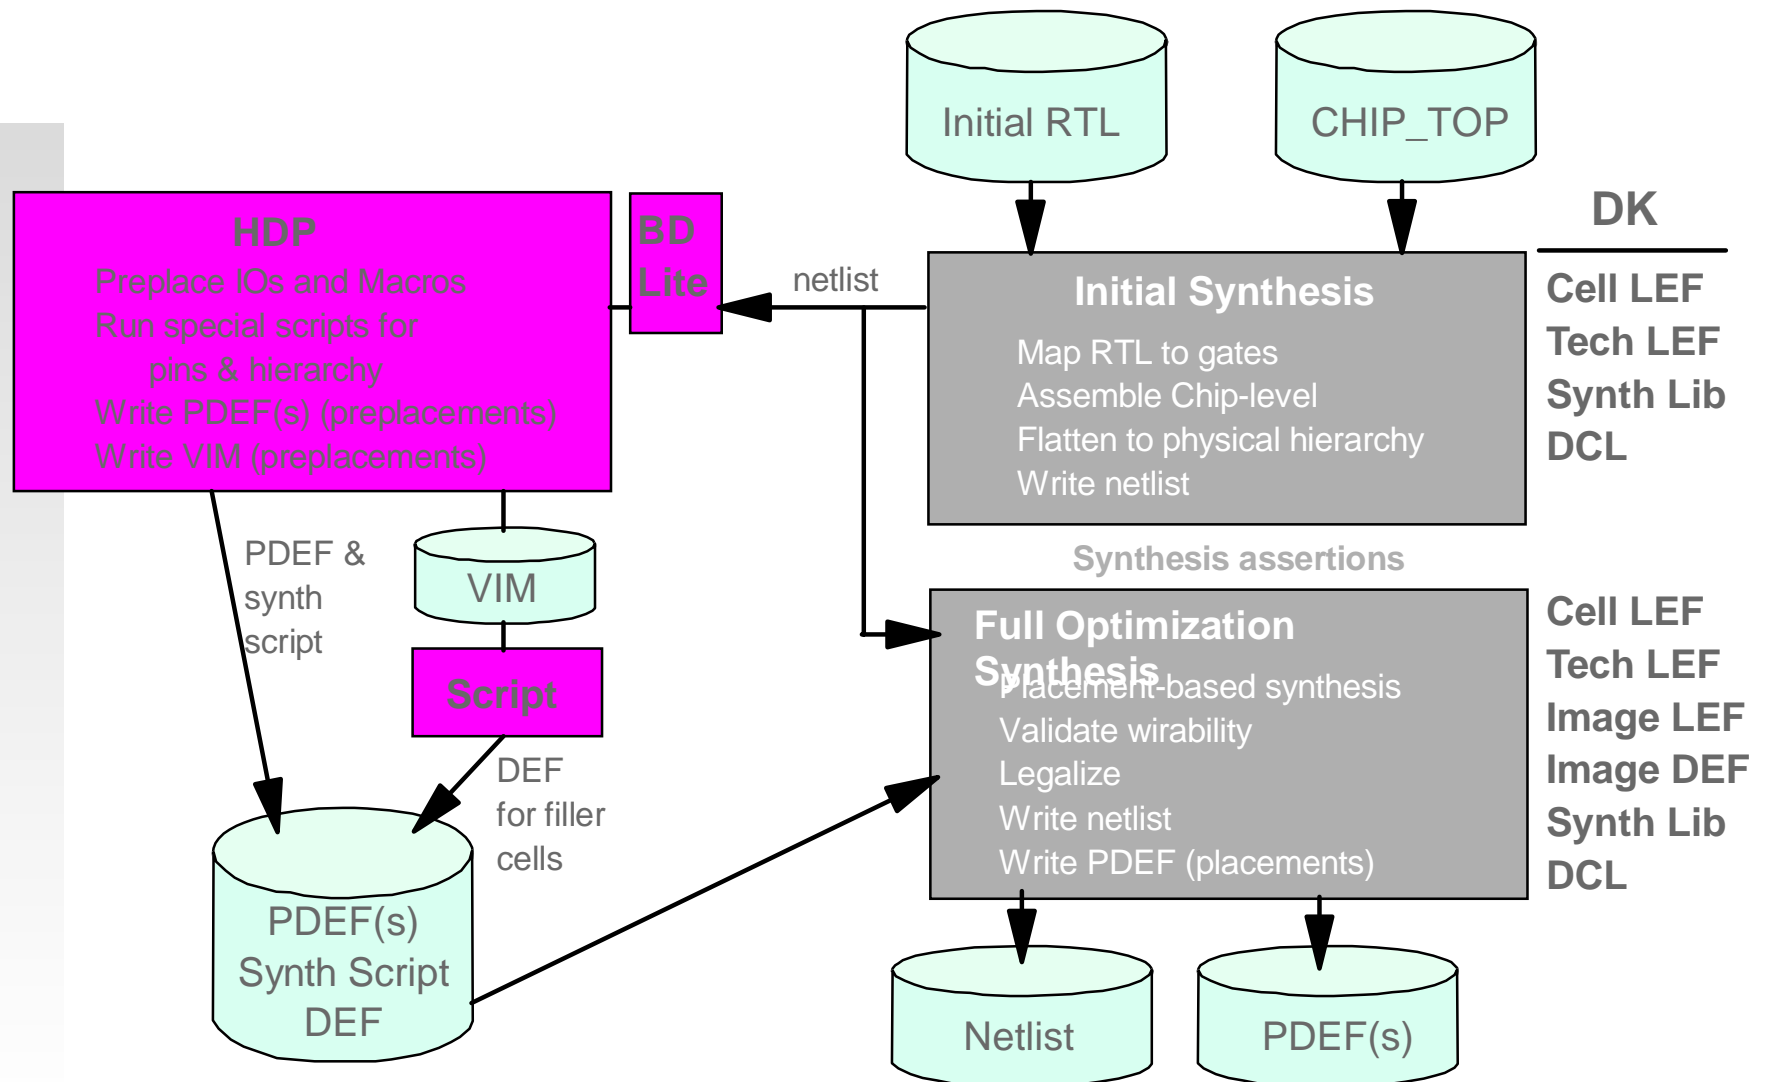 Initial RTL
CHIP_TOP
DK
HDP
Preplace IOs and Macros
Run special scripts for
pins & hierarchy
Write PDEF(s) (preplacements)
Write VIM (preplacements)
BD
Lite
netlist
Initial Synthesis
Map RTL to gates
Assemble Chip-level
Flatten to physical hierarchy
Write netlist
Cell LEF
Tech LEF
Synth Lib
DCL
Synthesis assertions
PDEF &
synth
script
VIM
Script
DEF
for filler
cells
Full Optimization
Synthesis
Placement-based synthesis
Validate wirability
Legalize
Write netlist
Write PDEF (placements)
Cell LEF
Tech LEF
Image LEF
Image DEF
Synth Lib
DCL
PDEF(s)
Synth Script
DEF
Netlist
PDEF(s)